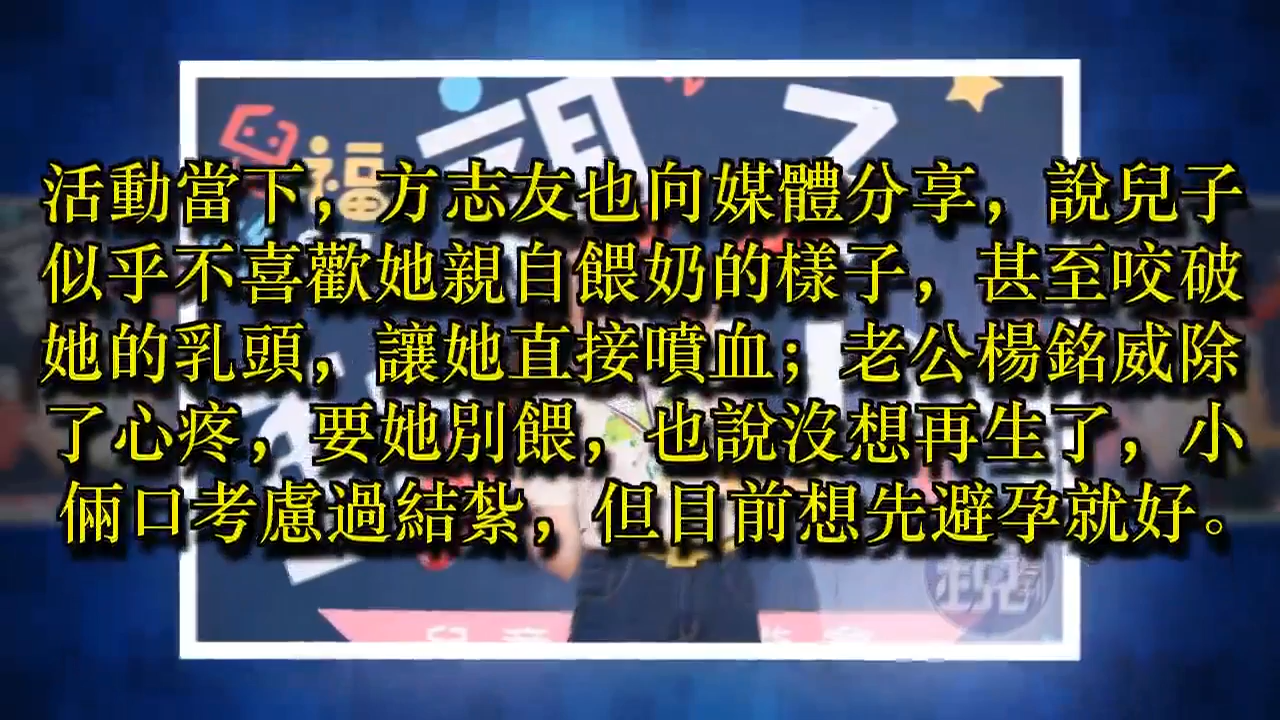 福
親子
活動當下，方志友也向媒體分享，說兒子
似乎不喜歡她親自餵奶的樣子，甚至咬破
她的乳頭，讓她直接噴血；老公楊銘威除
了心疼，要她別餵，也說沒想再生了，小
倆口考慮過結紮，但目前想先避孕就好。